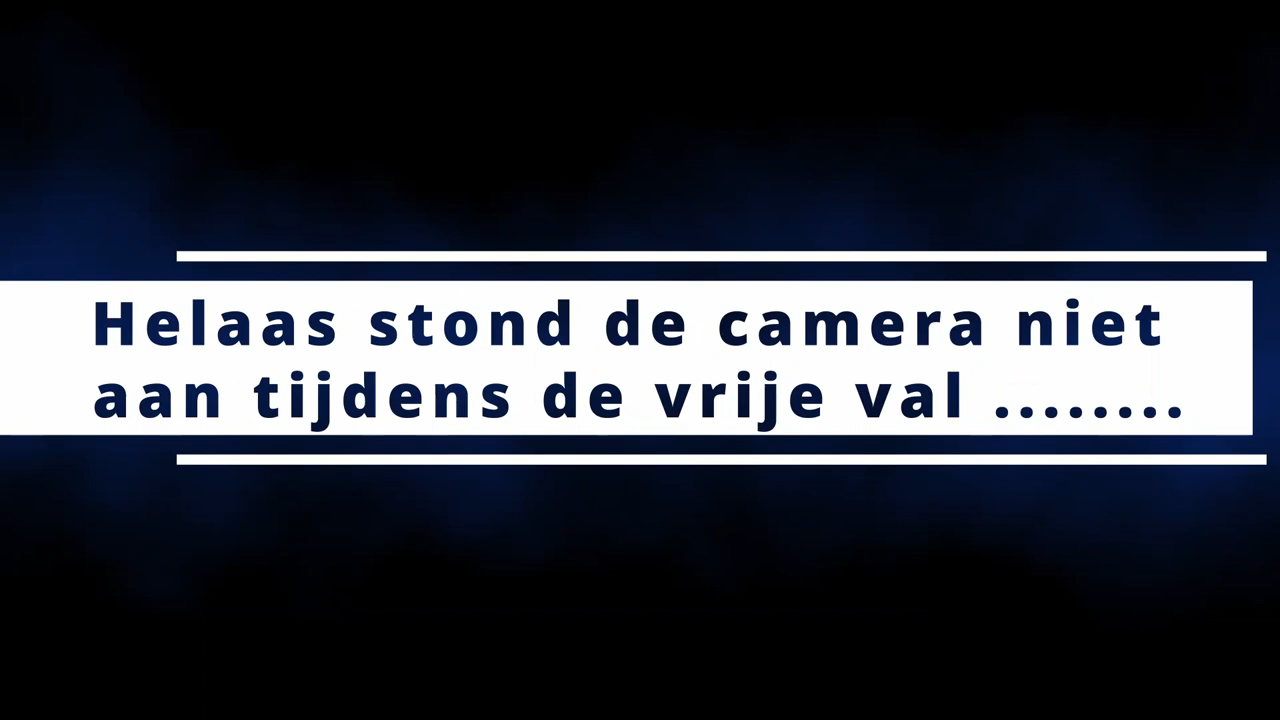 Helaas stond de camera niet
aan tijdens de vrije val ........